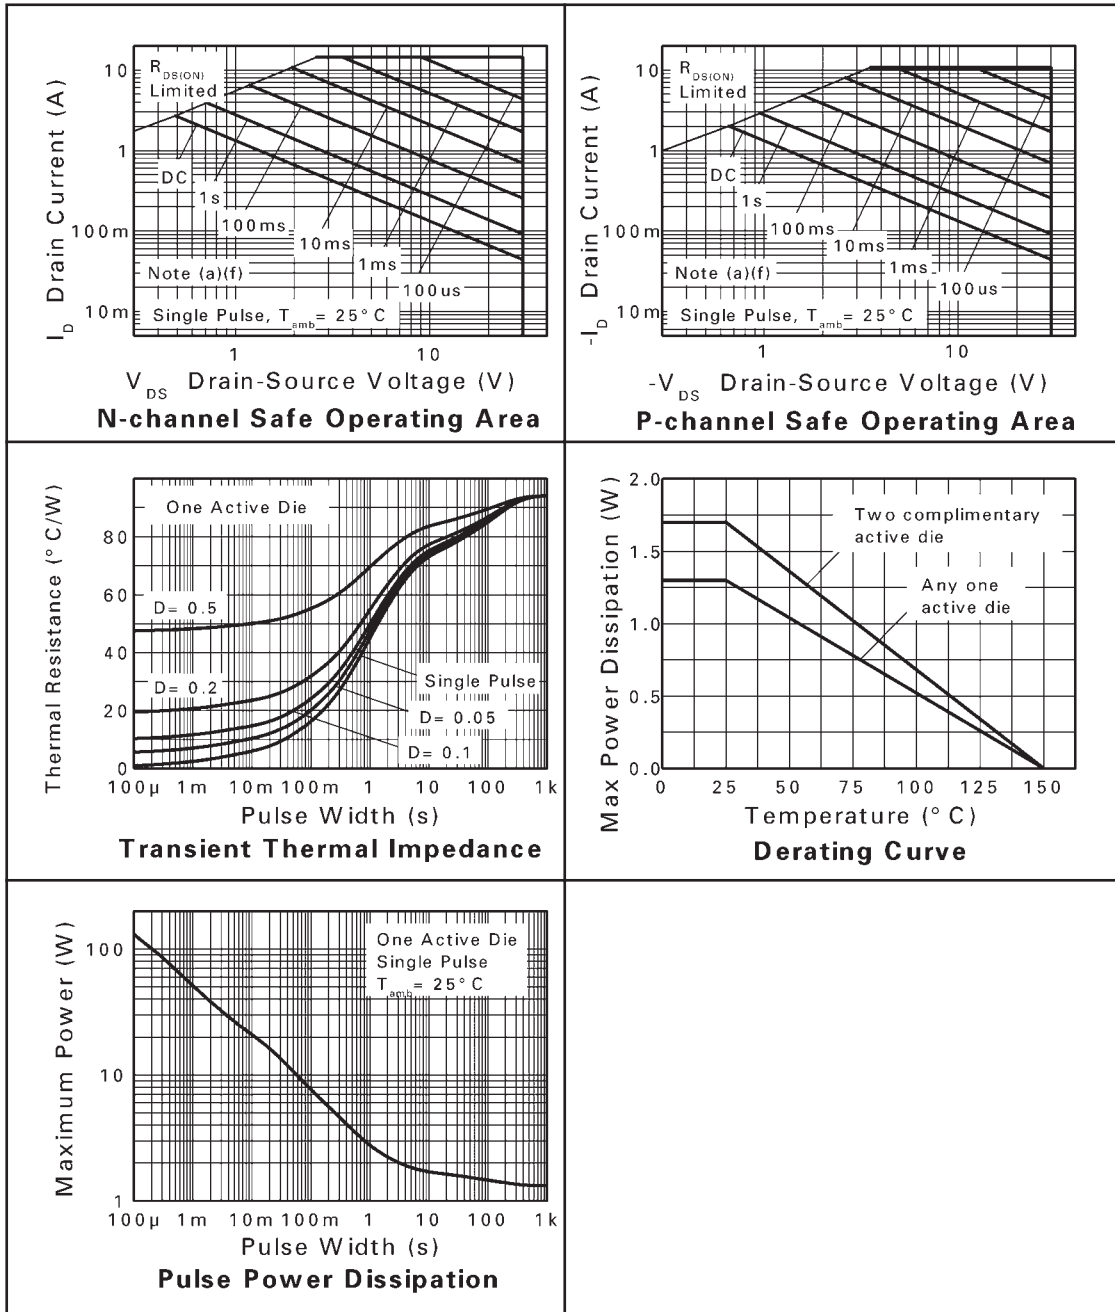 R DS(ON)
Limited
DC
1s
100ms
10ms
1ms
100us
Note (a)(f)
Single Pulse, Tamb= 25°C
10
1
100m
10m
1
10
ID Drain Current (A)
VDS Drain-Source Voltage (V)
N-channel Safe Operating Area
R DS(ON)
Limited
DC
1s
100ms
10ms
1ms
100us
Note (a)(f)
Single Pulse, Tamb= 25°C
10
1
100m
10m
1
10
-ID Drain Current (A)
-VDS Drain-Source Voltage (V)
P-channel Safe Operating Area
One Active Die
D= 0.5
D= 0.2
Single Pulse
D= 0.05
D= 0.1
80
60
40
20
0
100µ 1m 10m 100m 1 10 100 1k
Thermal Resistance (°C/W)
Pulse Width (s)
Transient Thermal Impedance
Two complimentary
active die
Any one
active die
2.0
1.5
1.0
0.5
0.0
0 25 50 75 100 125 150
Max Power Dissipation (W)
Temperature (°C)
Derating Curve
One Active Die
Single Pulse
Tamb= 25°C
100
10
1
100µ 1m 10m 100m 1 10 100 1k
Maximum Power (W)
Pulse Width (s)
Pulse Power Dissipation